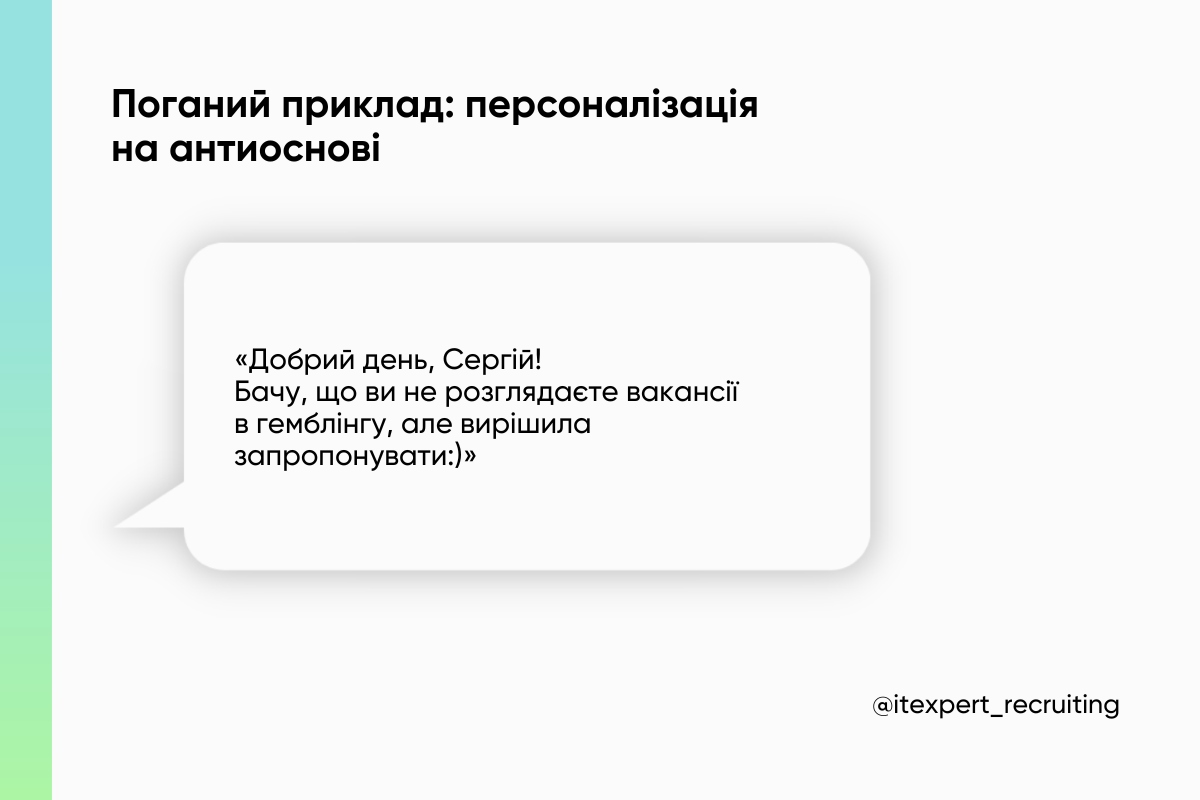 Поганий приклад: персоналізація
на антиоснові
«Добрий день, Сергій!
Бачу, що ви не розглядаєте вакансії
в гемблінгу, але вирішила
запропонувати:)»
@itexpert_recruiting